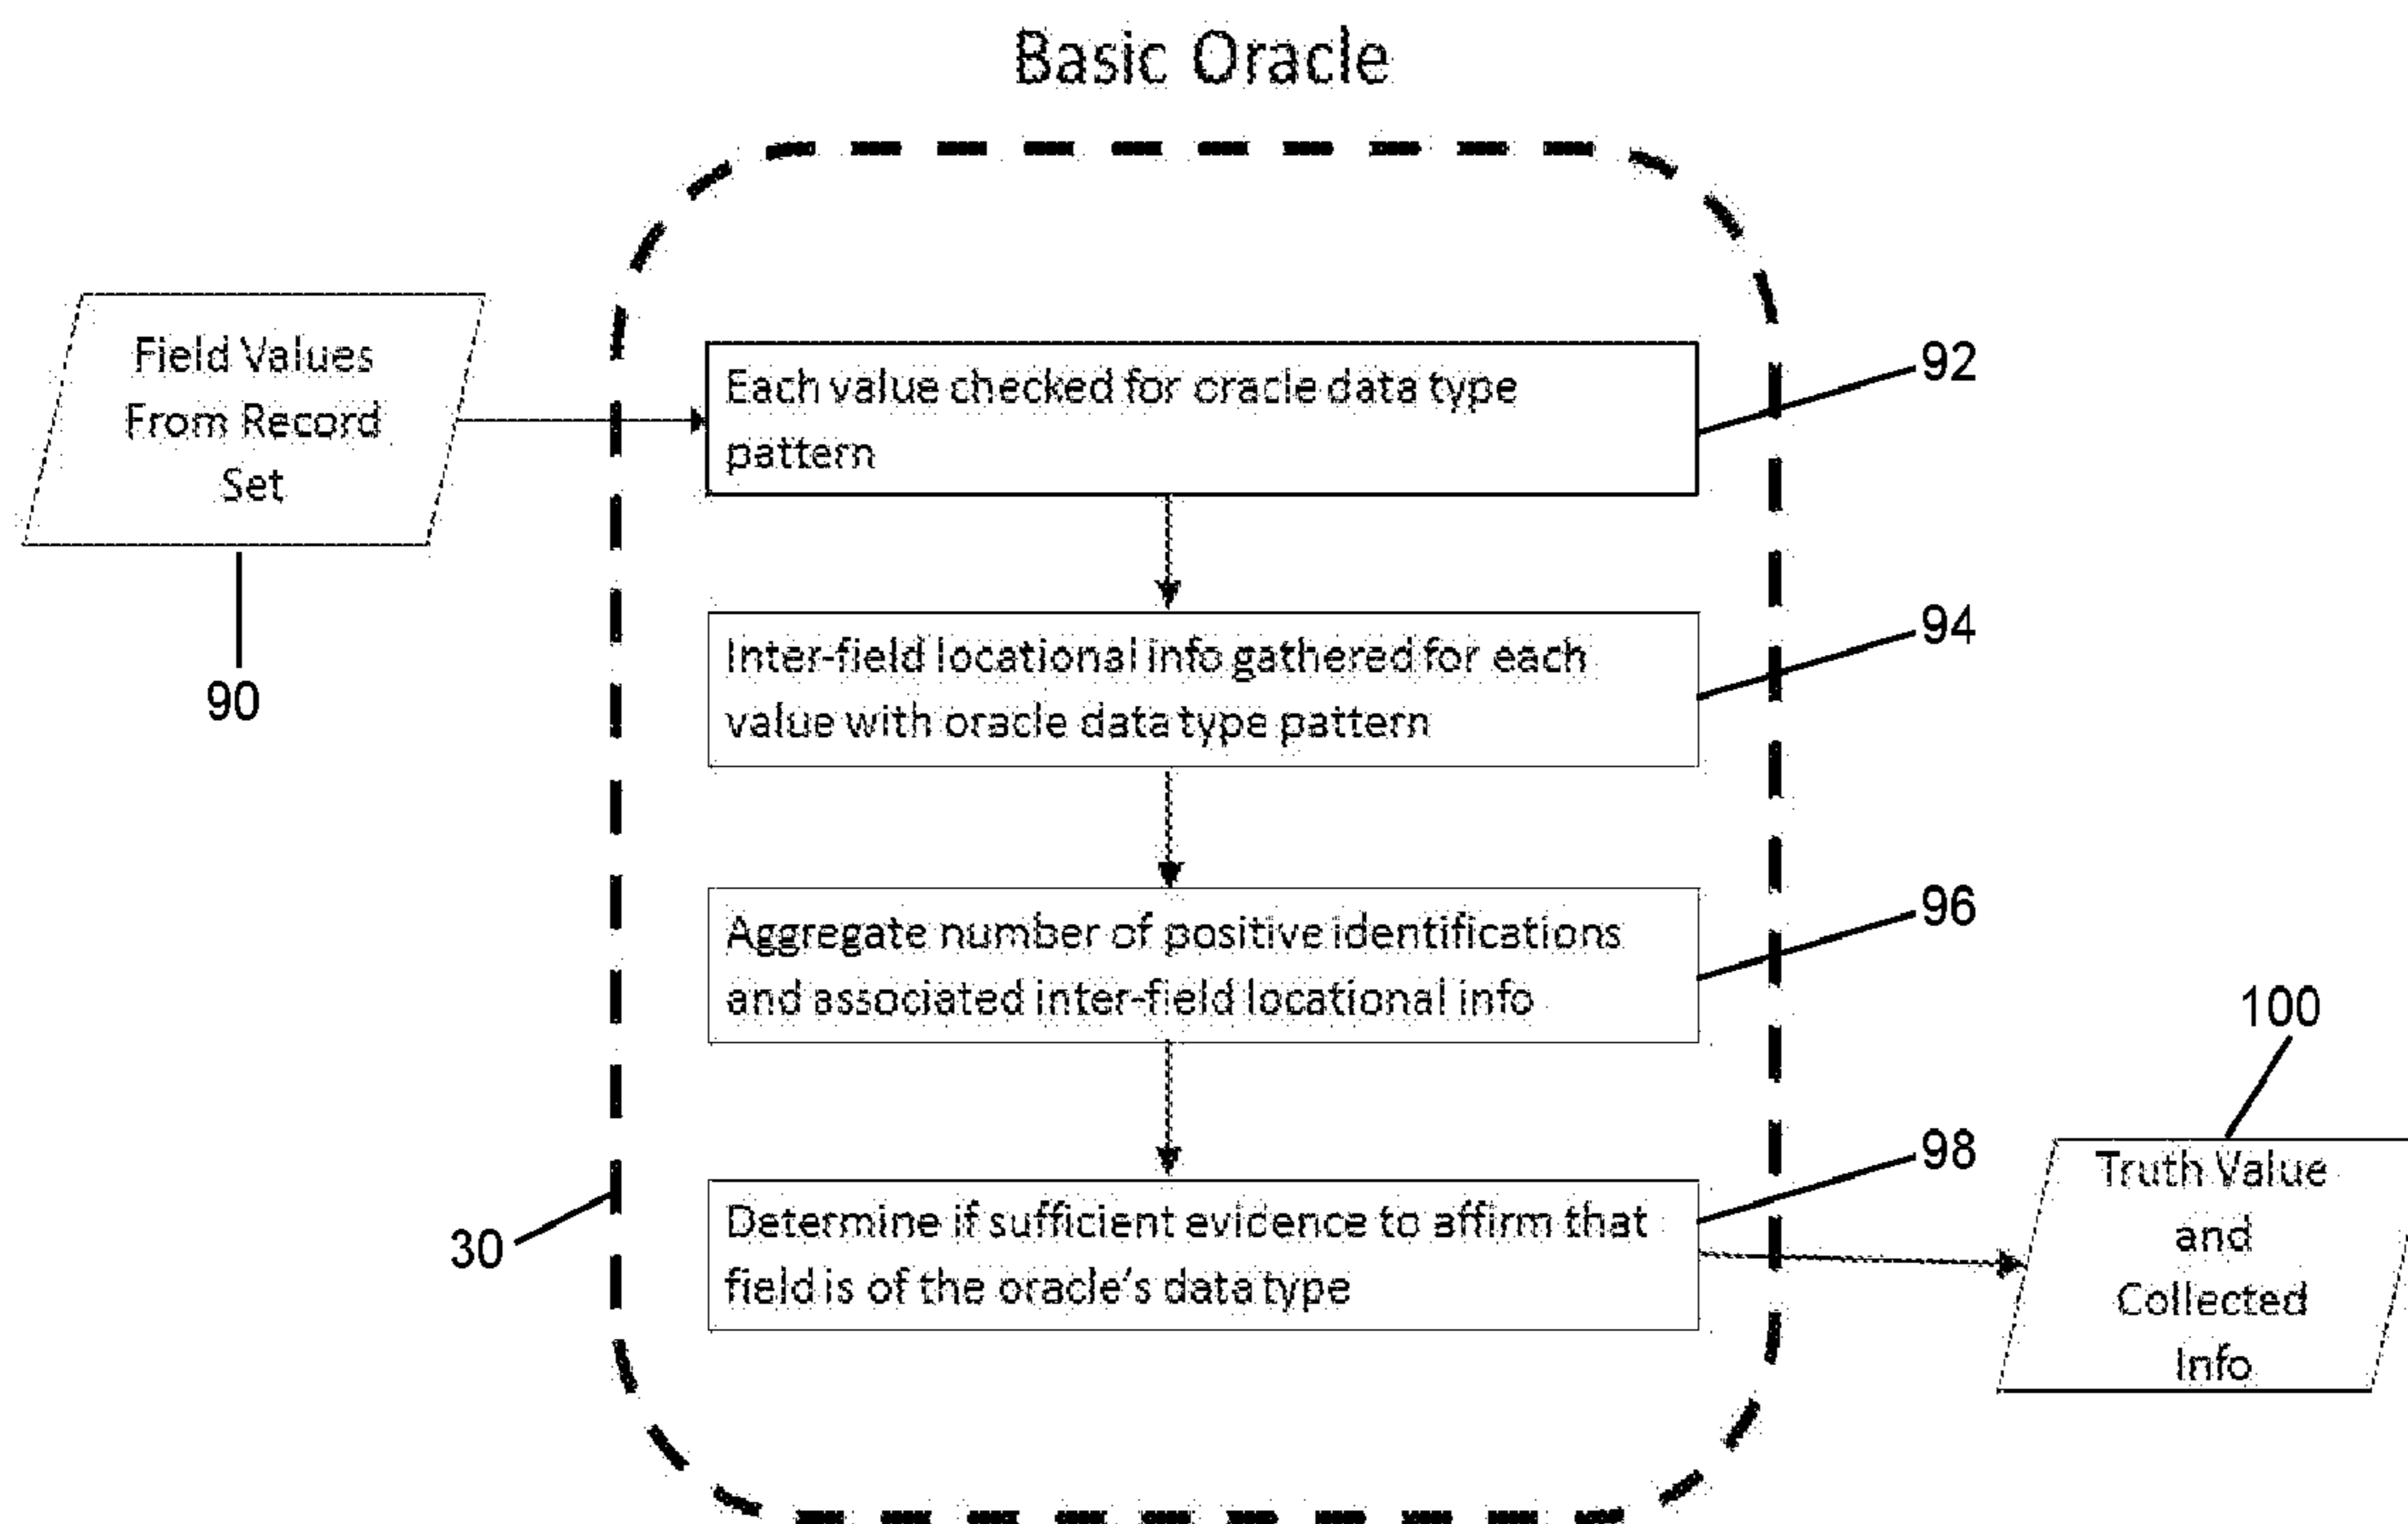 Basic Oracle
Field Values
From Record
Set
90
Each value checked for oracle data type
pattern
92
Inter-field locational info gathered for each
value with oracle data type pattern
94
Aggregate number of positive identifications
and associated inter-field locational info
96
Determine if sufficient evidence to affirm that
field is of the oracle's data type
98
30
100
Truth Value
and
Collected
Info